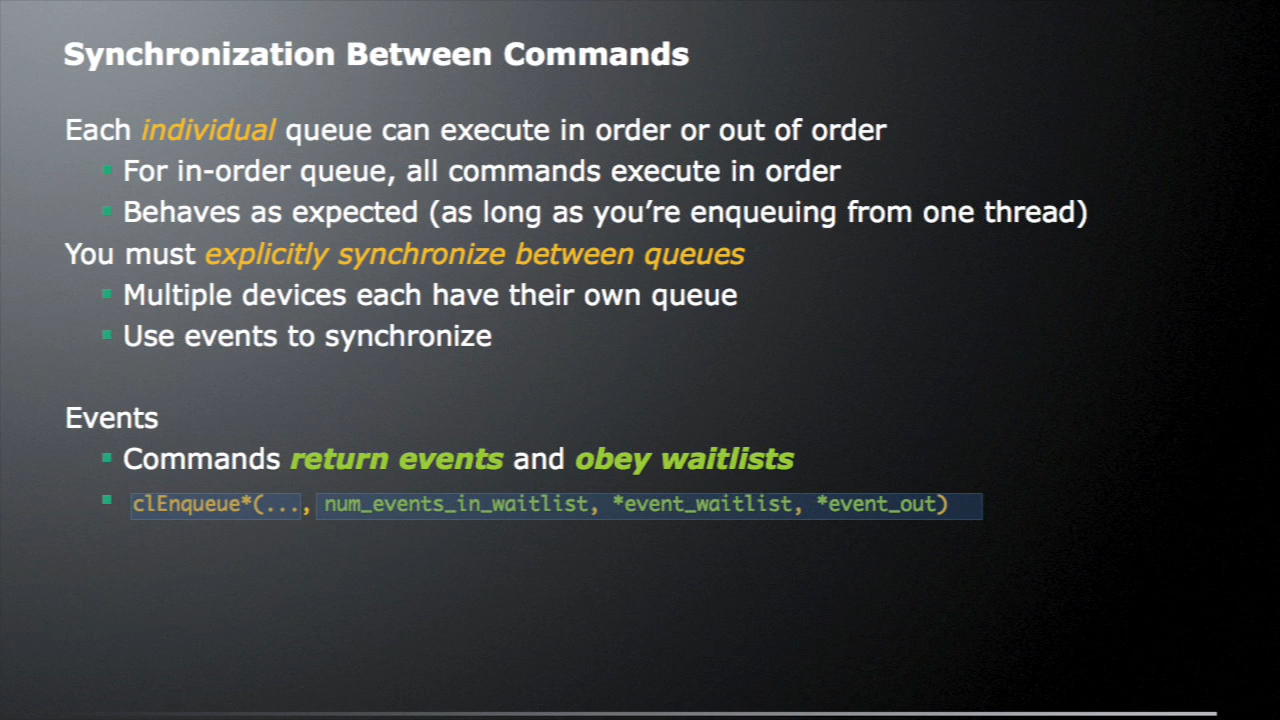 Synchronization Between Commands
Each individual queue can execute in order or out of order
For in-order queue, all commands execute in order
Behaves as expected (as long as you’re enqueuing from one thread)
You must explicitly synchronize between queues
Multiple devices each have their own queue
Use events to synchronize
Events
Commands return events and obey waitlists
clEnqueue*(..., num_events_in_waitlist, *event_waitlist, *event_out)